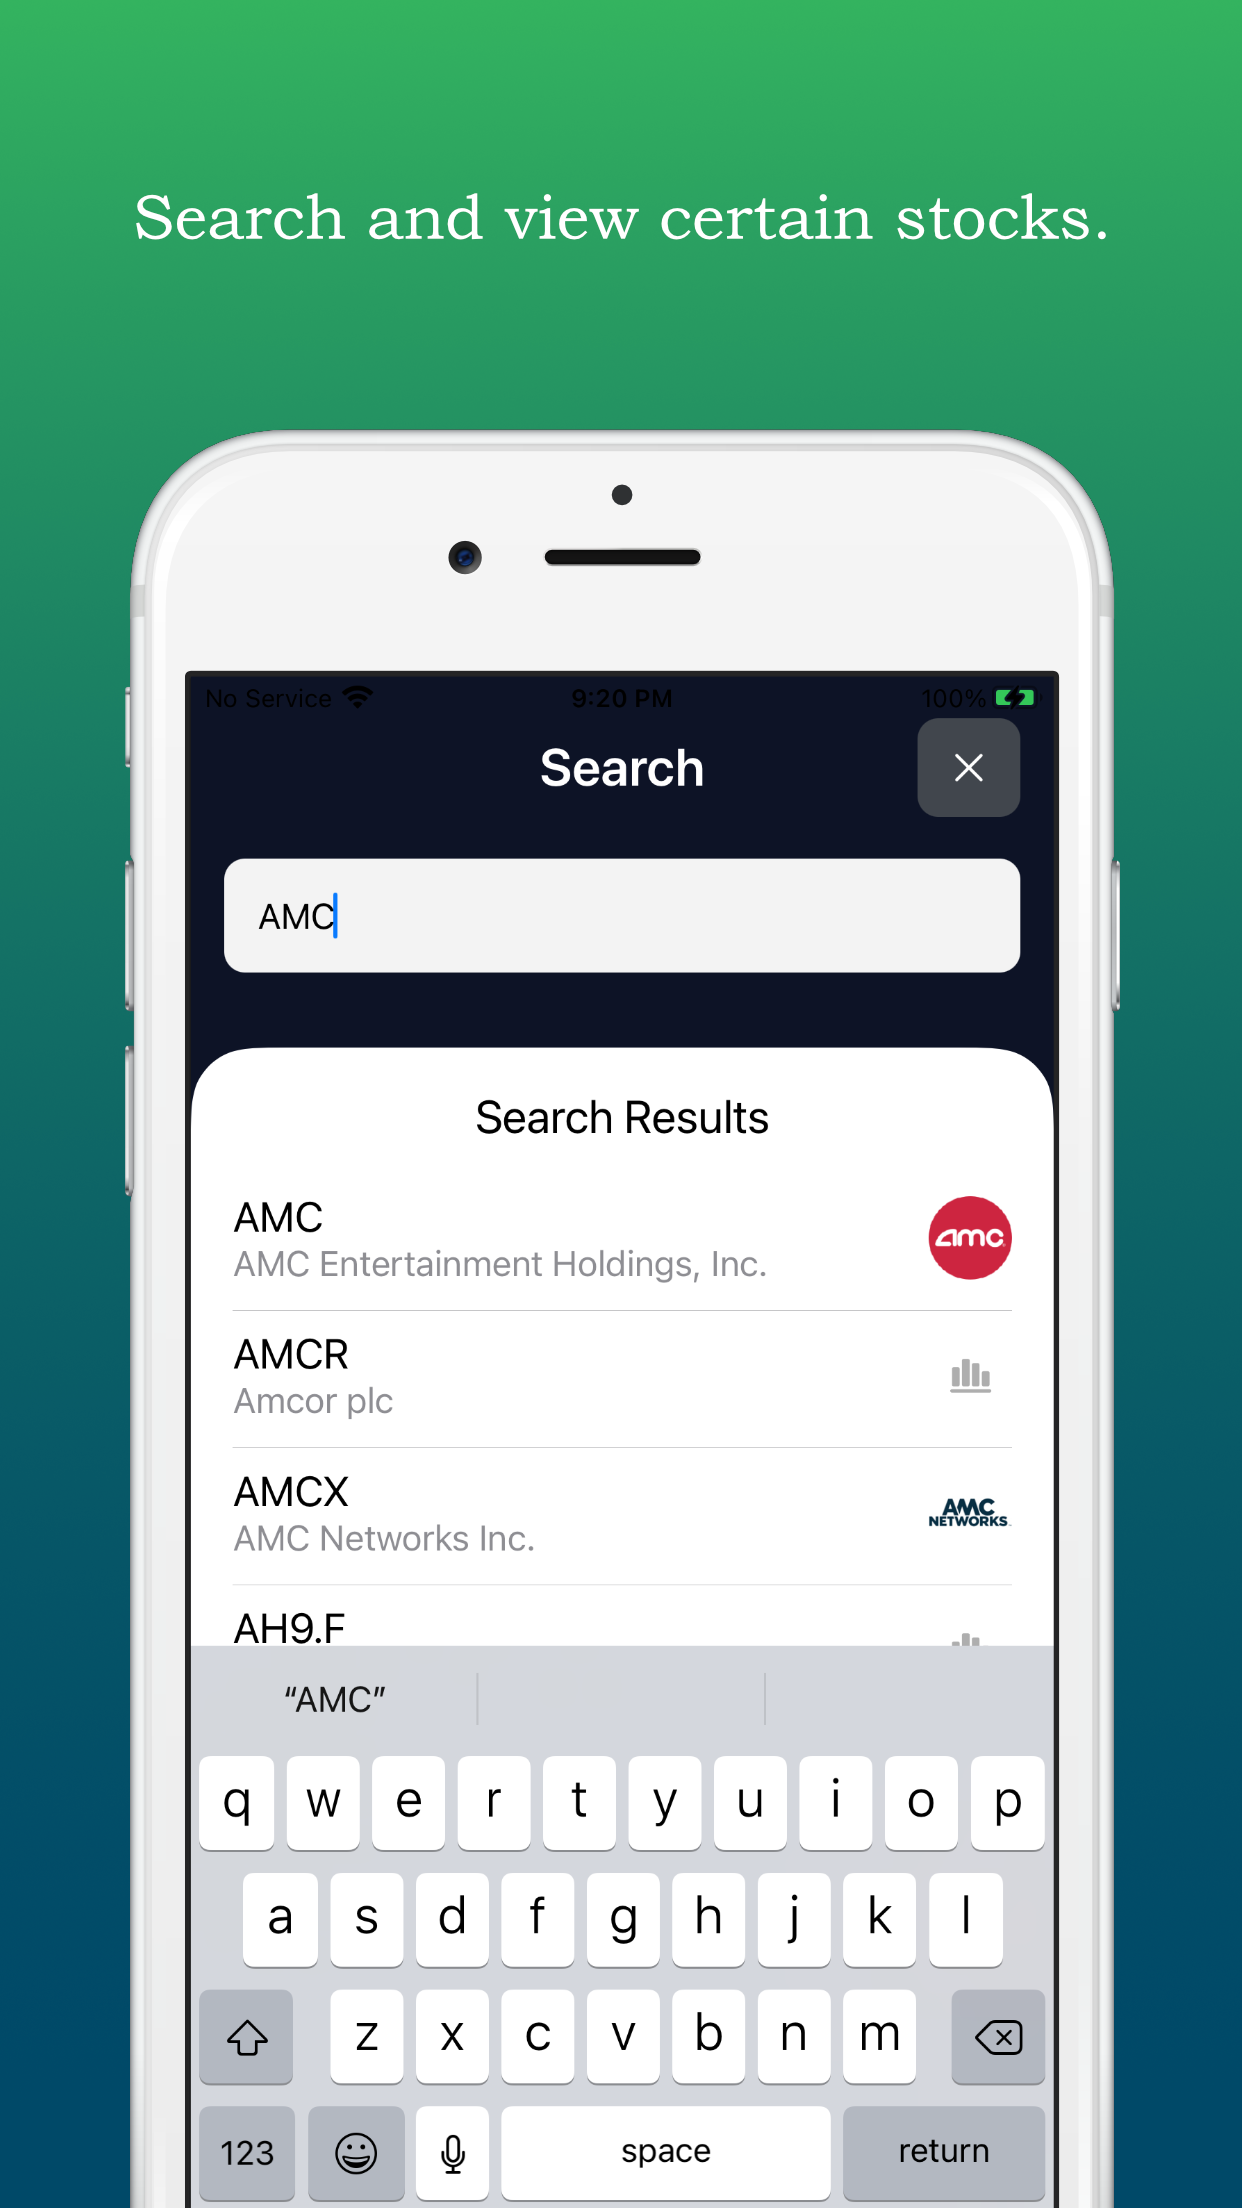 Search and view certain stocks.
No Service 9:20 PM 100%
Search
AMC
Search Results
AMC
AMC Entertainment Holdings, Inc.
amc
AMCR
Amcor plc
AMCX
AMC Networks Inc.
AMC
NETWORKS
AH9.F
“AMC”
q w e r t y u i o p
a s d f g h j k l
z x c v b n m
123 space return